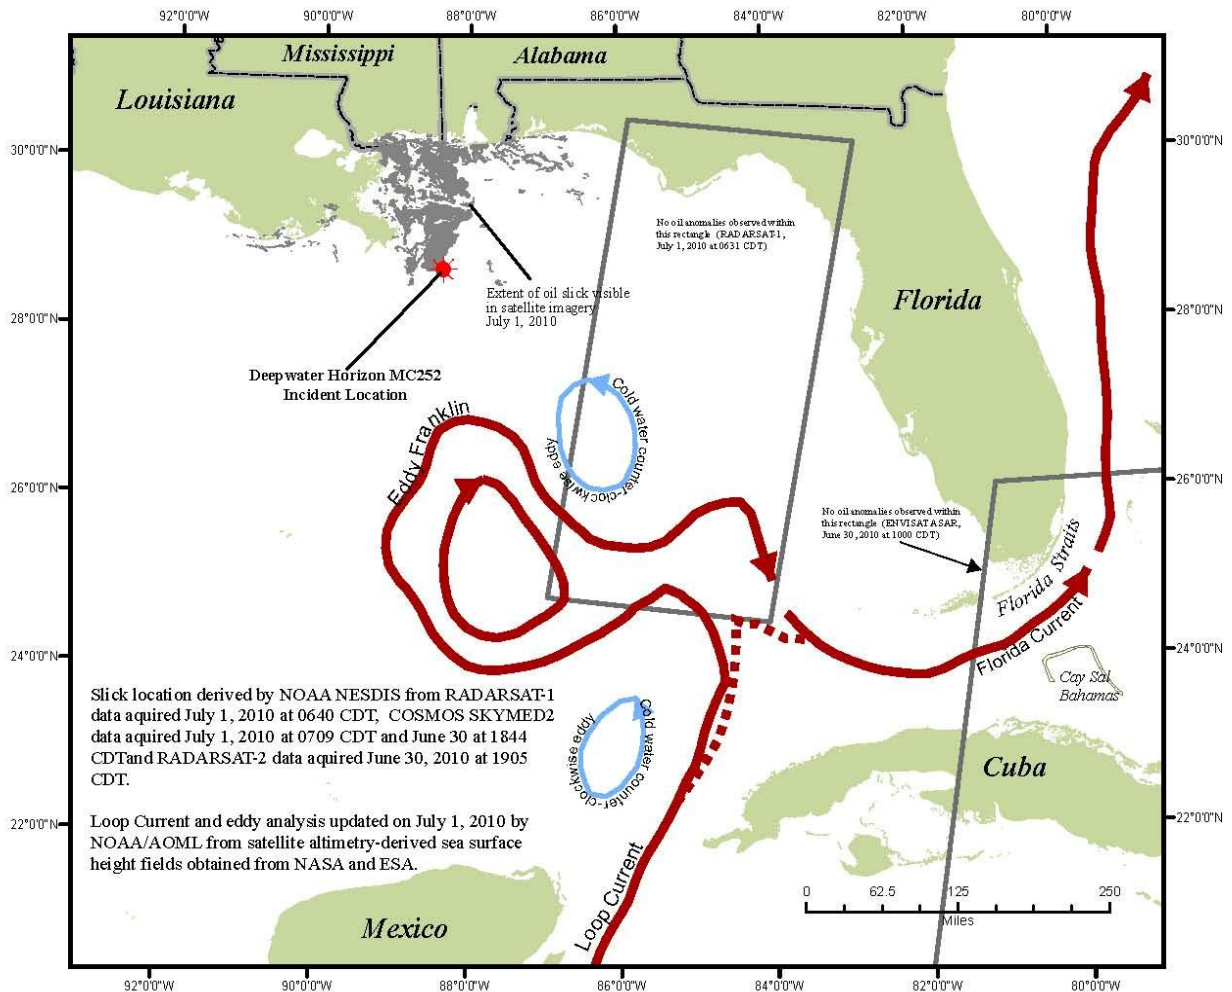 92°0'0"W
90°0'0"W
88°0'0"W
86°0'0"W
84°0'0"W
82°0'0"W
80°0'0"W
Mississippi
Alabama
Louisiana
30°0'0"N
30°0'0"N
No oil anomalies observed within
this rectangle (RADARSAT-1,
July 1, 2010 at 0631 CDT)
Extent of oil slick visible
in satellite imagery
July 1, 2010
Florida
28°0'0"N
28°0'0"N
Deepwater Horizon MC252
Incident Location
Cold water counter-clockwise eddy
Eddy Franklin
26°0'0"N
26°0'0"N
No oil anomalies observed within
this rectangle (ENVISAT ASAR,
June 30, 2010 at 1000 CDT)
Florida Straits
Florida Current
24°0'0"N
24°0'0"N
Cay Sal
Bahamas
Slick location derived by NOAA NESDIS from RADARSAT-1
data aquired July 1, 2010 at 0640 CDT, COSMOS SKYMED2
data aquired July 1, 2010 at 0709 CDT and June 30 at 1844
CDTand RADARSAT-2 data aquired June 30, 2010 at 1905
CDT.
Cold water counter-clockwise eddy
Cuba
22°0'0"N
22°0'0"N
Loop Current and eddy analysis updated on July 1, 2010 by
NOAA/AOML from satellite altimetry-derived sea surface
height fields obtained from NASA and ESA.
Loop Current
0 62.5 125 250
Miles
Mexico
92°0'0"W
90°0'0"W
88°0'0"W
86°0'0"W
84°0'0"W
82°0'0"W
80°0'0"W